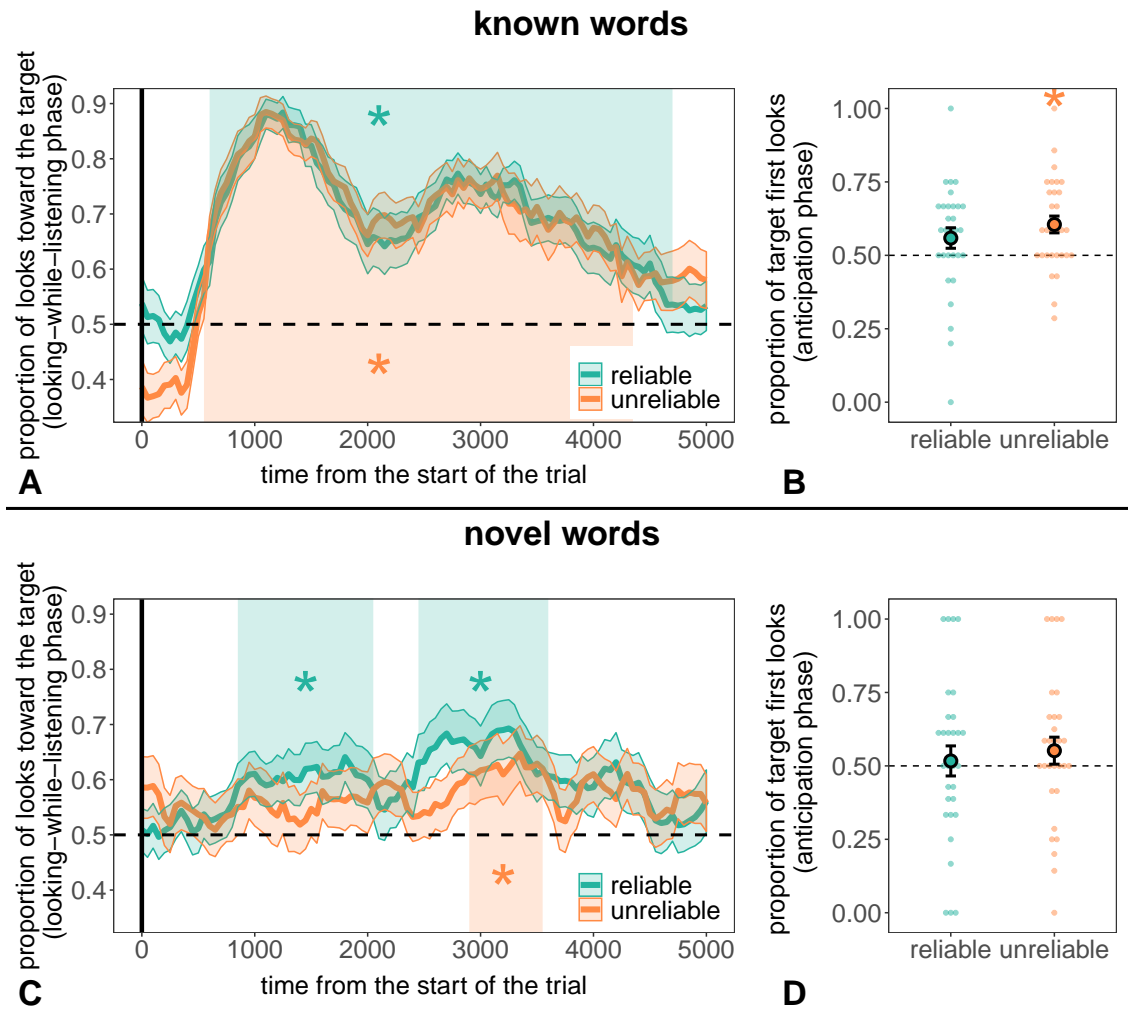 known words
proportion of looks toward the target
(looking−while−listening phase)
0.9
0.8
0.7
0.6
0.5
0.4
*
*
reliable
unreliable
0 1000 2000 3000 4000 5000
time from the start of the trial
A
proportion of target first looks
(anticipation phase)
1.00
0.75
0.50
0.25
0.00
*
reliable unreliable
B
novel words
proportion of looks toward the target
(looking−while−listening phase)
0.9
0.8
0.7
0.6
0.5
0.4
* *
*
reliable
unreliable
0 1000 2000 3000 4000 5000
time from the start of the trial
C
proportion of target first looks
(anticipation phase)
1.00
0.75
0.50
0.25
0.00
reliable unreliable
D